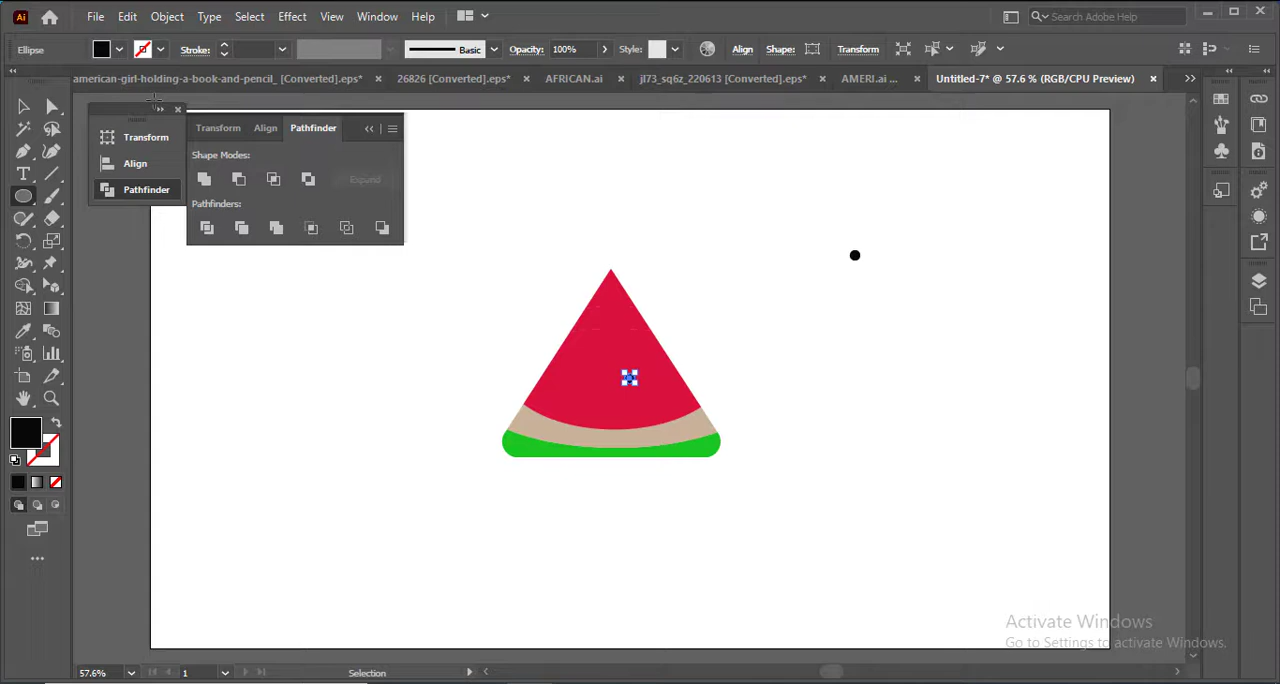 Ai File Edit Object Type Select Effect View Window Help Search Adobe Help
Ellipse Stroke: Basic Opacity: 100% Style: Align Shape: Transform
american-girl-holding-a-book-and-pencil_ [Converted].eps* × 26826 [Converted].eps* × AFRICAN.ai × jl73_sq6z_220613 [Converted].eps* × AMERI.ai ... × Untitled-7* @ 57.6 % (RGB/CPU Preview) ×
Transform
Align
Pathfinder
Transform Align Pathfinder
Shape Modes:
Expand
Pathfinders:
Activate Windows
Go to Settings to activate Windows.
57.6% 1 Selection